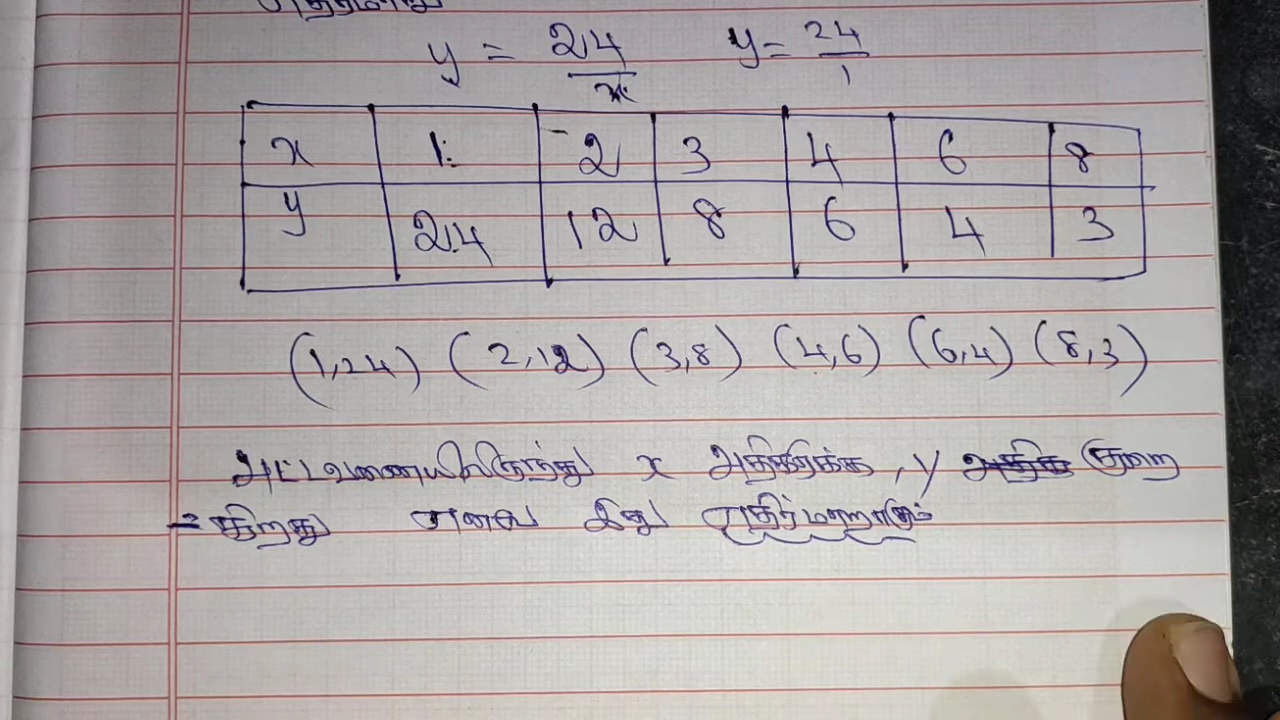 y = 24/x y = 24/1
x 1 2 3 4 6 8
y 24 12 8 6 4 3
(1,24) (2,12) (3,8) (4,6) (6,4) (8,3)
அட்டவணையிலிருந்து x அதிகரிக்க , y குறை
கிறது எனவே இது எதிர்மாறாகும்